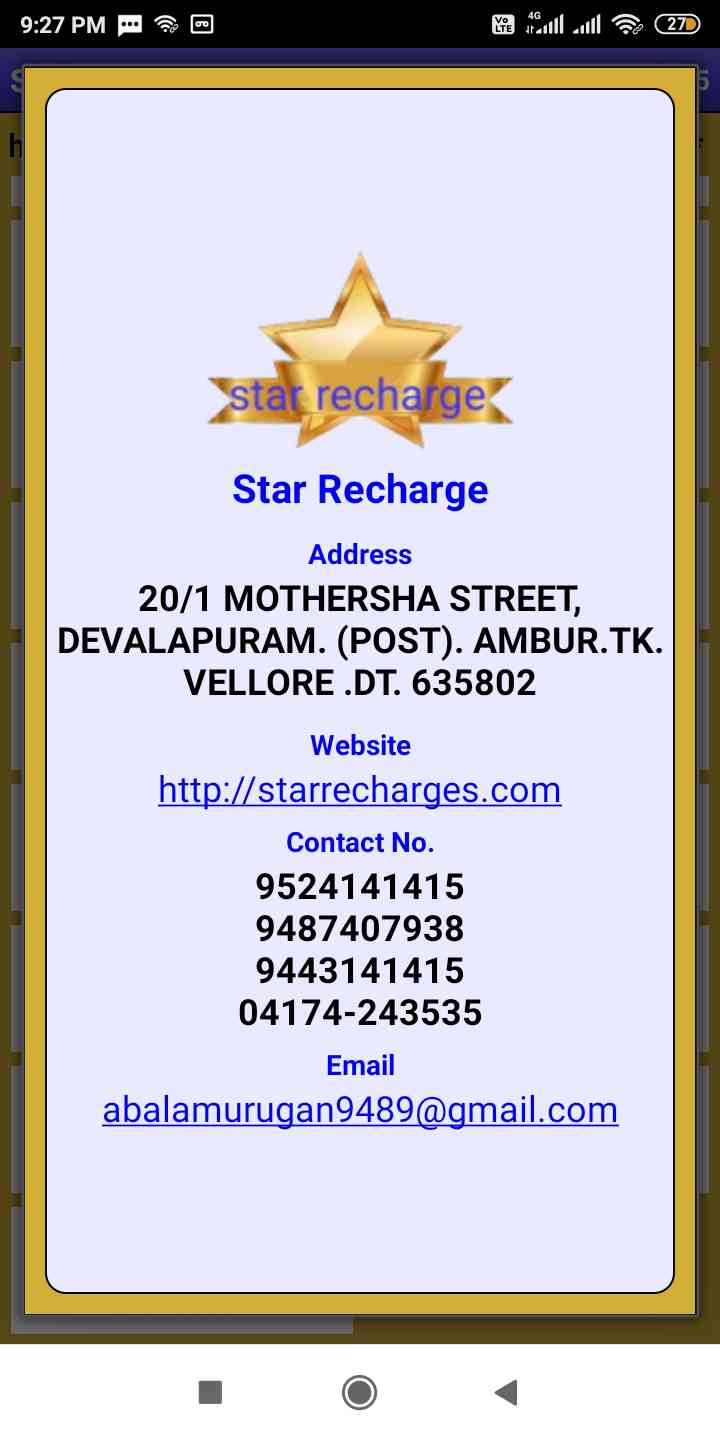 9:27 PM
Vo LTE 4G 27
star recharge
Star Recharge
Address
20/1 MOTHERSHA STREET,
DEVALAPURAM. (POST). AMBUR.TK.
VELLORE .DT. 635802
Website
http://starrecharges.com
Contact No.
9524141415
9487407938
9443141415
04174-243535
Email
abalamurugan9489@gmail.com